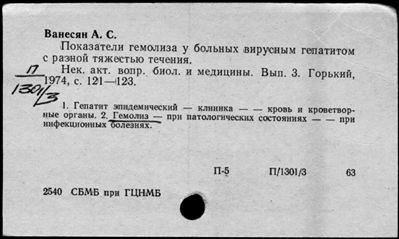 Ванесян А. С.
Показатели гемолиза у больных вирусным гепатитом
с разной тяжестью течения.
Нек. акт. вопр. биол. и медицины. Вып. 3. Горький,
1974, с. 121—123.
П
1301/3
1. Гепатит эпидемический — клиника — — кровь и кроветвор-
ные органы. 2. Гемолиз — при патологических состояниях — — при
инфекционных болезнях.
П-5 П/1301/3 63
2540 СБМБ при ГЦНМБ